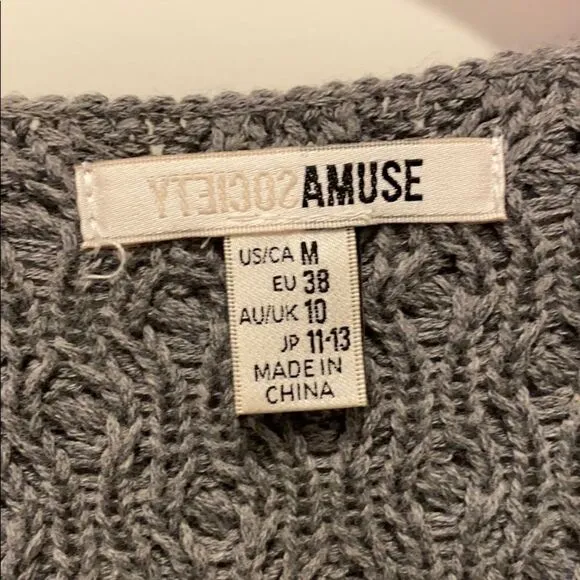 SOCIETY AMUSE
US/CA M
EU 38
AU/UK 10
JP 11-13
MADE IN
CHINA